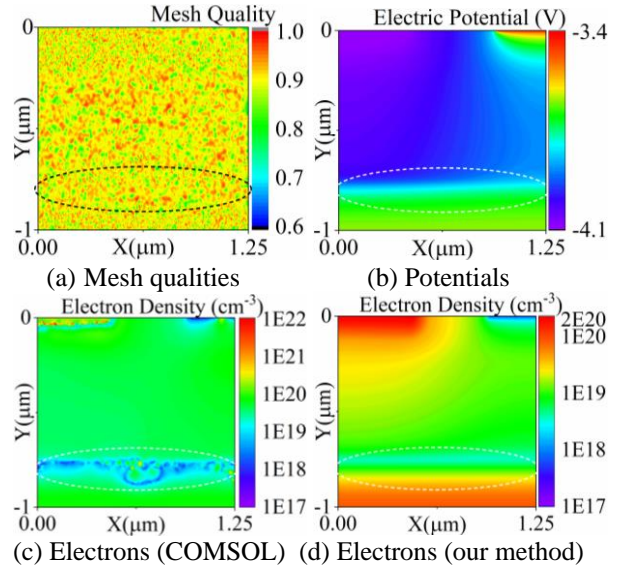 Mesh Quality
0
Y(μm)
-1
0.00
X(μm)
1.25
1.0
0.9
0.8
0.7
0.6
(a) Mesh qualities
Electric Potential (V)
0
Y(μm)
-1
0.00
X(μm)
1.25
-3.4
-4.1
(b) Potentials
Electron Density (cm⁻³)
0
Y(μm)
-1
0.00
X(μm)
1.25
1E22
1E21
1E20
1E19
1E18
1E17
(c) Electrons (COMSOL)
Electron Density (cm⁻³)
0
Y(μm)
-1
0.00
X(μm)
1.25
2E20
1E20
1E19
1E18
1E17
(d) Electrons (our method)